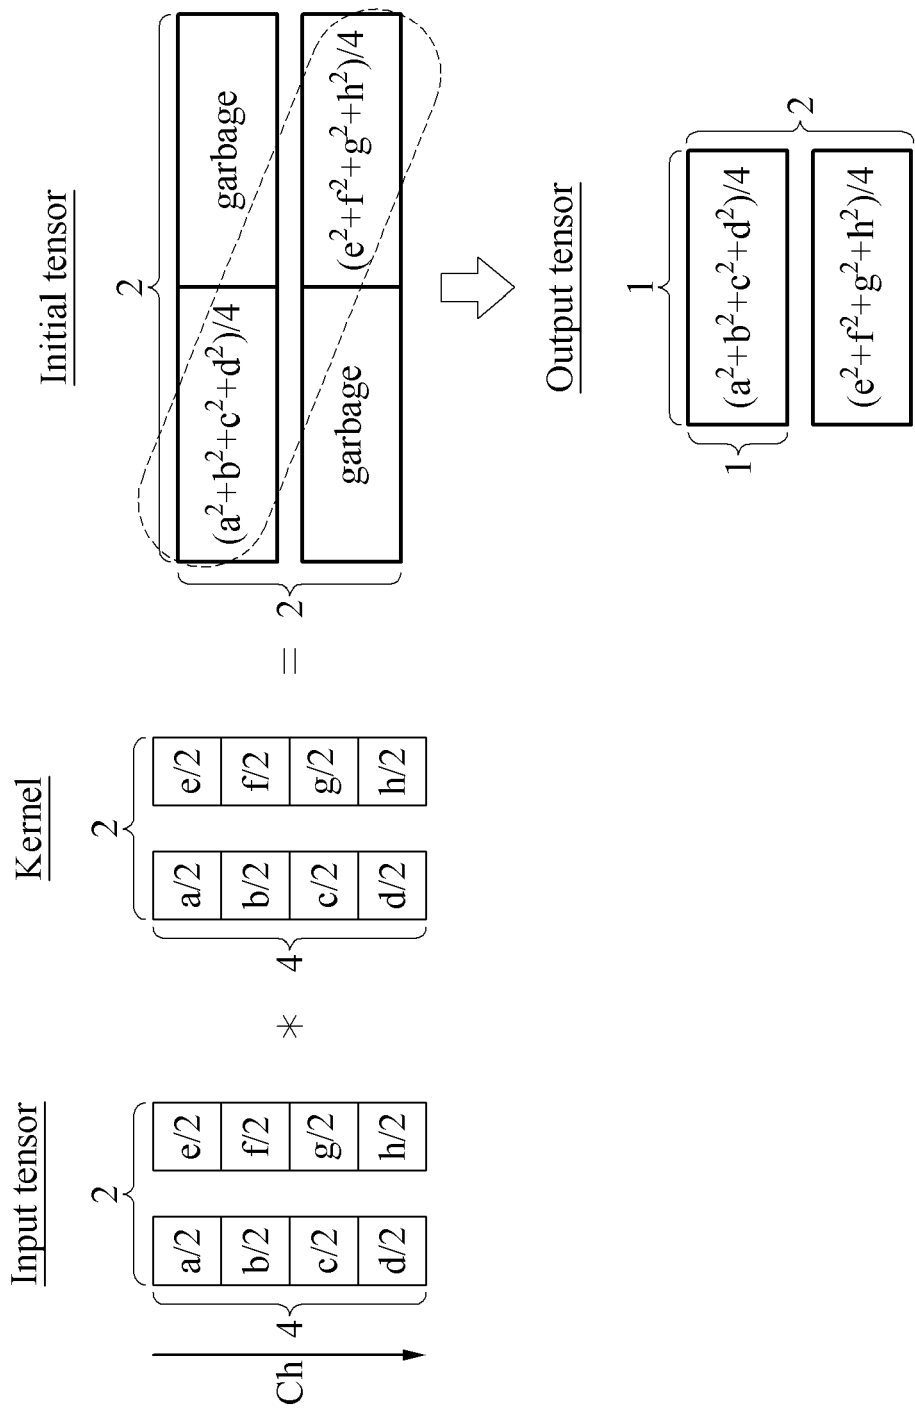 Input tensor
2
4
Ch
a/2
e/2
b/2
f/2
c/2
g/2
d/2
h/2
*
Kernel
2
4
a/2
e/2
b/2
f/2
c/2
g/2
d/2
h/2
=
Initial tensor
2
2
(a²+b²+c²+d²)/4
garbage
garbage
(e²+f²+g²+h²)/4
Output tensor
1
1
2
(a²+b²+c²+d²)/4
(e²+f²+g²+h²)/4